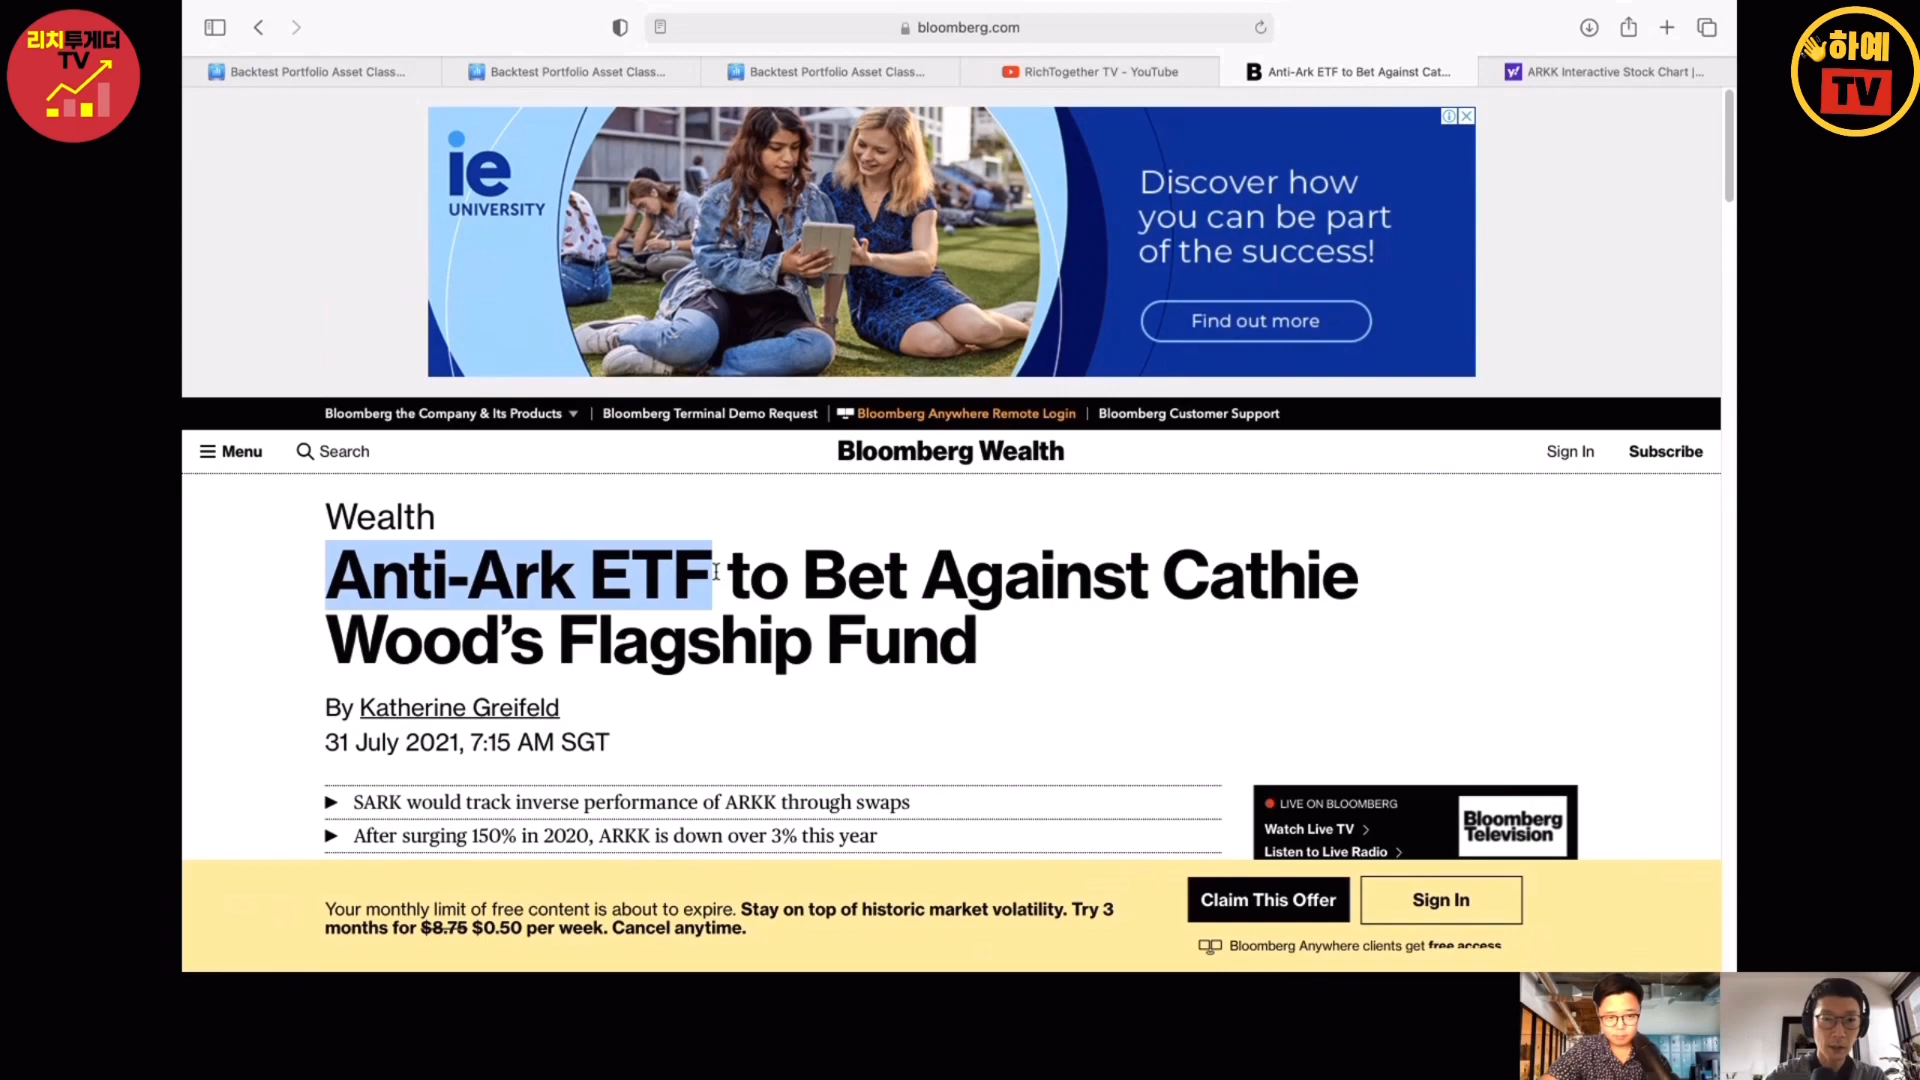 리치투게더
TV
하예
TV
bloomberg.com
Backtest Portfolio Asset Class...
Backtest Portfolio Asset Class...
Backtest Portfolio Asset Class...
RichTogether TV - YouTube
B Anti-Ark ETF to Bet Against Cat...
y! ARKK Interactive Stock Chart |...
ie
UNIVERSITY
Discover how
you can be part
of the success!
Find out more
Bloomberg the Company & Its Products
Bloomberg Terminal Demo Request
Bloomberg Anywhere Remote Login
Bloomberg Customer Support
Menu
Search
Bloomberg Wealth
Sign In
Subscribe
Wealth
Anti-Ark ETF to Bet Against Cathie
Wood's Flagship Fund
By Katherine Greifeld
31 July 2021, 7:15 AM SGT
SARK would track inverse performance of ARKK through swaps
After surging 150% in 2020, ARKK is down over 3% this year
LIVE ON BLOOMBERG
Watch Live TV
Listen to Live Radio
Bloomberg
Television
Your monthly limit of free content is about to expire. Stay on top of historic market volatility. Try 3
months for $8.75 $0.50 per week. Cancel anytime.
Claim This Offer
Sign In
Bloomberg Anywhere clients get free access